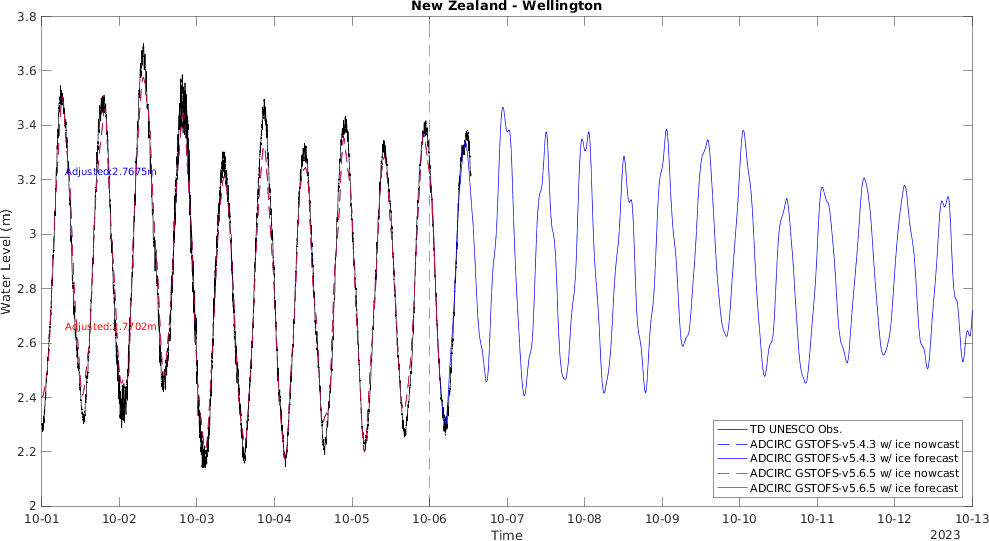 New Zealand - Wellington
Water Level (m)
3.8
3.6
3.4
3.2
3
2.8
2.6
2.4
2.2
2
Adjusted:2.7675m
Adjusted:2.7702m
TD UNESCO Obs.
ADCIRC GSTOFS-v5.4.3 w/ ice nowcast
ADCIRC GSTOFS-v5.4.3 w/ ice forecast
ADCIRC GSTOFS-v5.6.5 w/ ice nowcast
ADCIRC GSTOFS-v5.6.5 w/ ice forecast
10-01 10-02 10-03 10-04 10-05 10-06 10-07 10-08 10-09 10-10 10-11 10-12 10-13
Time
2023